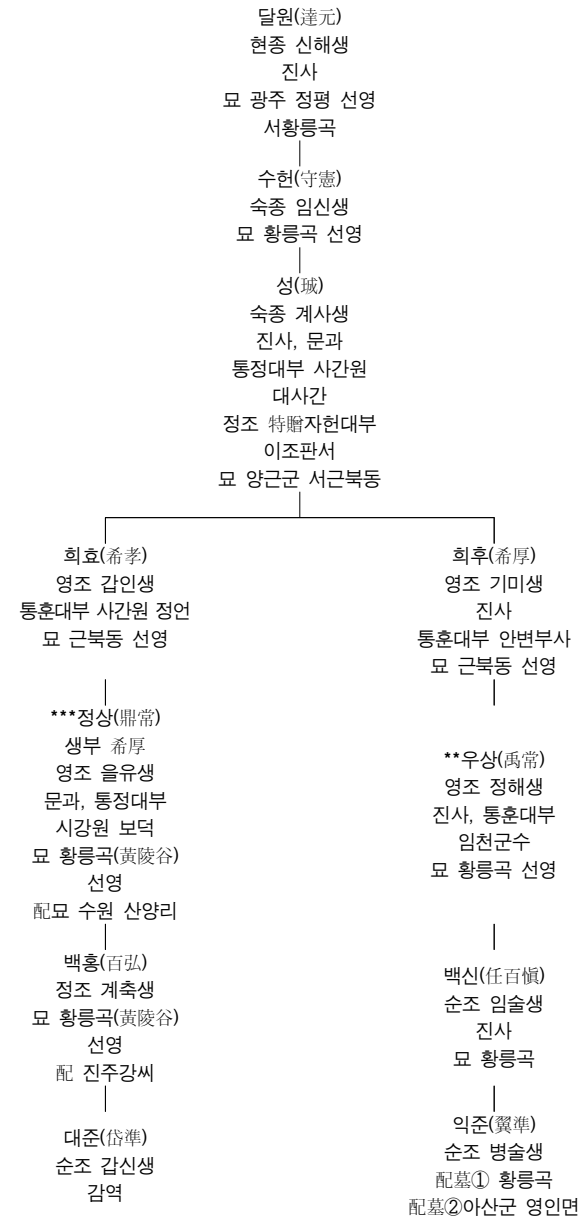 달원(達元)
현종 신해생
진사
묘 광주 정평 선영
서황릉곡
수헌(守憲)
숙종 임신생
묘 황릉곡 선영
성(珹)
숙종 계사생
진사, 문과
통정대부 사간원
대사간
정조 特贈자헌대부
이조판서
묘 양근군 서근북동
희효(希孝)
영조 갑인생
통훈대부 사간원 정언
묘 근북동 선영
***정상(鼎常)
생부 希厚
영조 을유생
문과, 통정대부
시강원 보덕
묘 황릉곡(黃陵谷)
선영
配묘 수원 산양리
백홍(百弘)
정조 계축생
묘 황릉곡(黃陵谷)
선영
配 진주강씨
대준(岱準)
순조 갑신생
감역
희후(希厚)
영조 기미생
진사
통훈대부 안변부사
묘 근북동 선영
**우상(禹常)
영조 정해생
진사, 통훈대부
임천군수
묘 황릉곡 선영
백신(任百愼)
순조 임술생
진사
묘 황릉곡
익준(翼準)
순조 병술생
配墓① 황릉곡
配墓②아산군 영인면